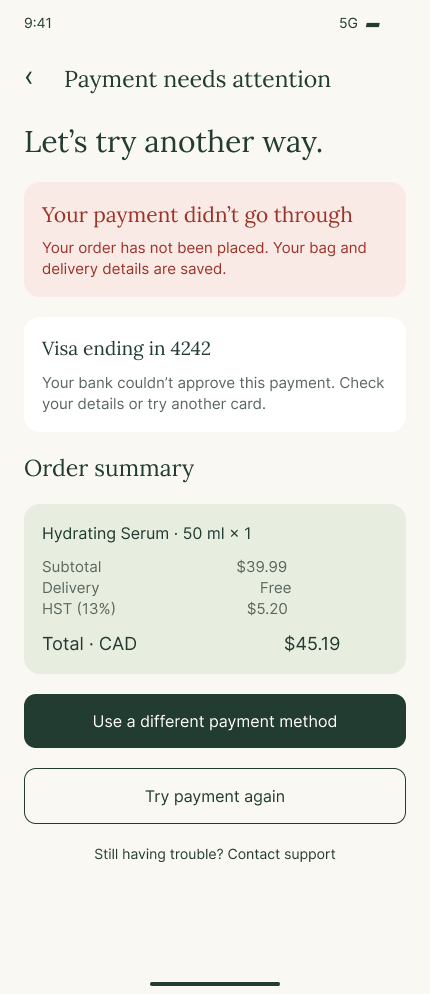 9:41 5G
‹ Payment needs attention
Let’s try another way.
Your payment didn’t go through
Your order has not been placed. Your bag and
delivery details are saved.
Visa ending in 4242
Your bank couldn’t approve this payment. Check
your details or try another card.
Order summary
Hydrating Serum · 50 ml × 1
Subtotal $39.99
Delivery Free
HST (13%) $5.20
Total · CAD $45.19
Use a different payment method
Try payment again
Still having trouble? Contact support